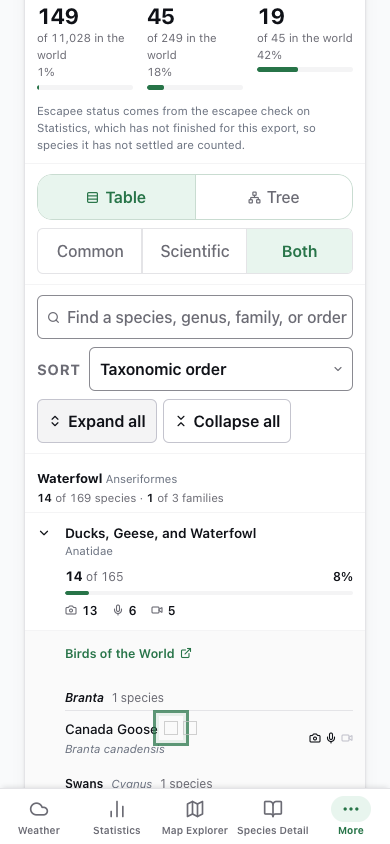 149
of 11,028 in the
world
1%
45
of 249 in the
world
18%
19
of 45 in the world
42%
Escapee status comes from the escapee check on
Statistics, which has not finished for this export, so
species it has not settled are counted.
Table
Tree
Common
Scientific
Both
Find a species, genus, family, or order
SORT
Taxonomic order
Expand all
Collapse all
Waterfowl Anseriformes
14 of 169 species · 1 of 3 families
Ducks, Geese, and Waterfowl
Anatidae
14 of 165
8%
13 6 5
Birds of the World
Branta 1 species
Canada Goose
Branta canadensis
Swans Cygnus 1 species
Weather
Statistics
Map Explorer
Species Detail
More